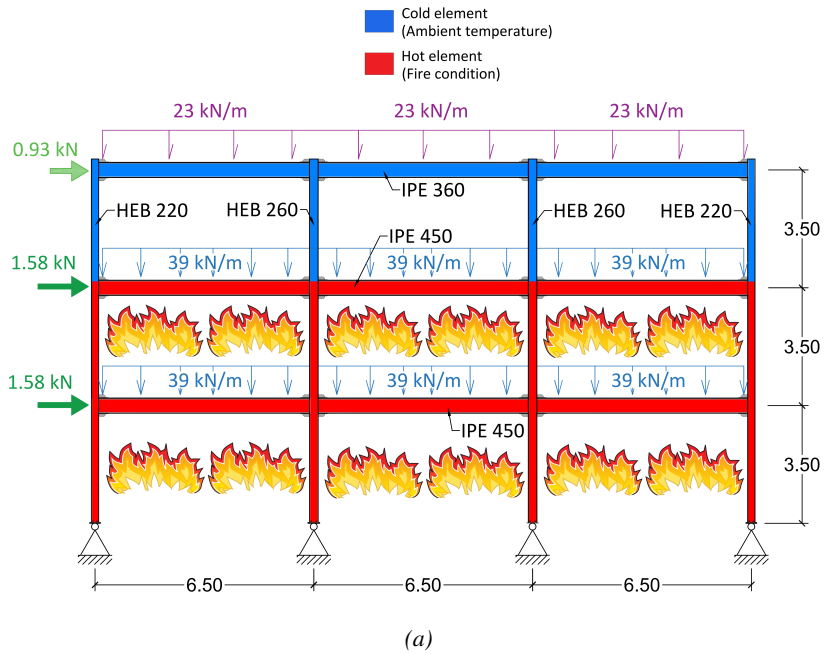 Cold element
(Ambient temperature)
Hot element
(Fire condition)
23 kN/m 23 kN/m 23 kN/m
0.93 kN
IPE 360
HEB 220 HEB 260 HEB 260 HEB 220
3.50
IPE 450
1.58 kN 39 kN/m 39 kN/m 39 kN/m
3.50
1.58 kN 39 kN/m 39 kN/m 39 kN/m
IPE 450
3.50
6.50 6.50 6.50
(a)